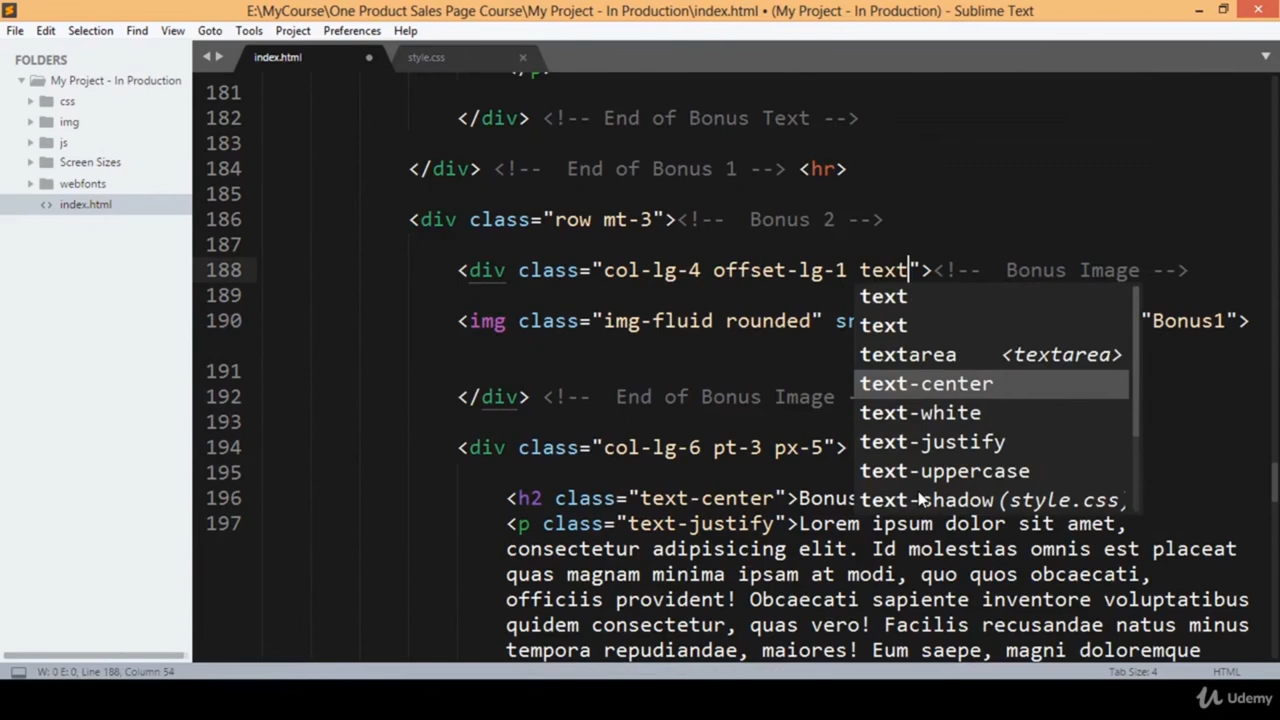 E:\MyCourse\One Product Sales Page Course\My Project - In Production\index.html • (My Project - In Production) - Sublime Text
File Edit Selection Find View Goto Tools Project Preferences Help
FOLDERS
My Project - In Production
css
img
js
Screen Sizes
webfonts
<> index.html
index.html style.css
</p>
181
182 </div> <!-- End of Bonus Text -->
183
184 </div> <!--  End of Bonus 1 --> <hr>
185
186 <div class="row mt-3"><!--  Bonus 2 -->
187
188 <div class="col-lg-4 offset-lg-1 text"><!--  Bonus Image -->
189
190 <img class="img-fluid rounded" sr "Bonus1">
191
192 </div> <!--  End of Bonus Image -
193
194 <div class="col-lg-6 pt-3 px-5">
195
196 <h2 class="text-center">Bonus
197 <p class="text-justify">Lorem ipsum dolor sit amet,
consectetur adipisicing elit. Id molestias omnis est placeat
quas magnam minima ipsam at modi, quo quos obcaecati,
officiis provident! Obcaecati sapiente inventore voluptatibus
quidem consectetur, quas vero! Facilis recusandae natus minus
tempora repudiandae, maiores! Eum saepe, magni doloremque
text
text
textarea <textarea>
text-center
text-white
text-justify
text-uppercase
text-shadow (style.css)
W: 0 E: 0, Line 188, Column 54
Tab Size: 4
HTML
Udemy